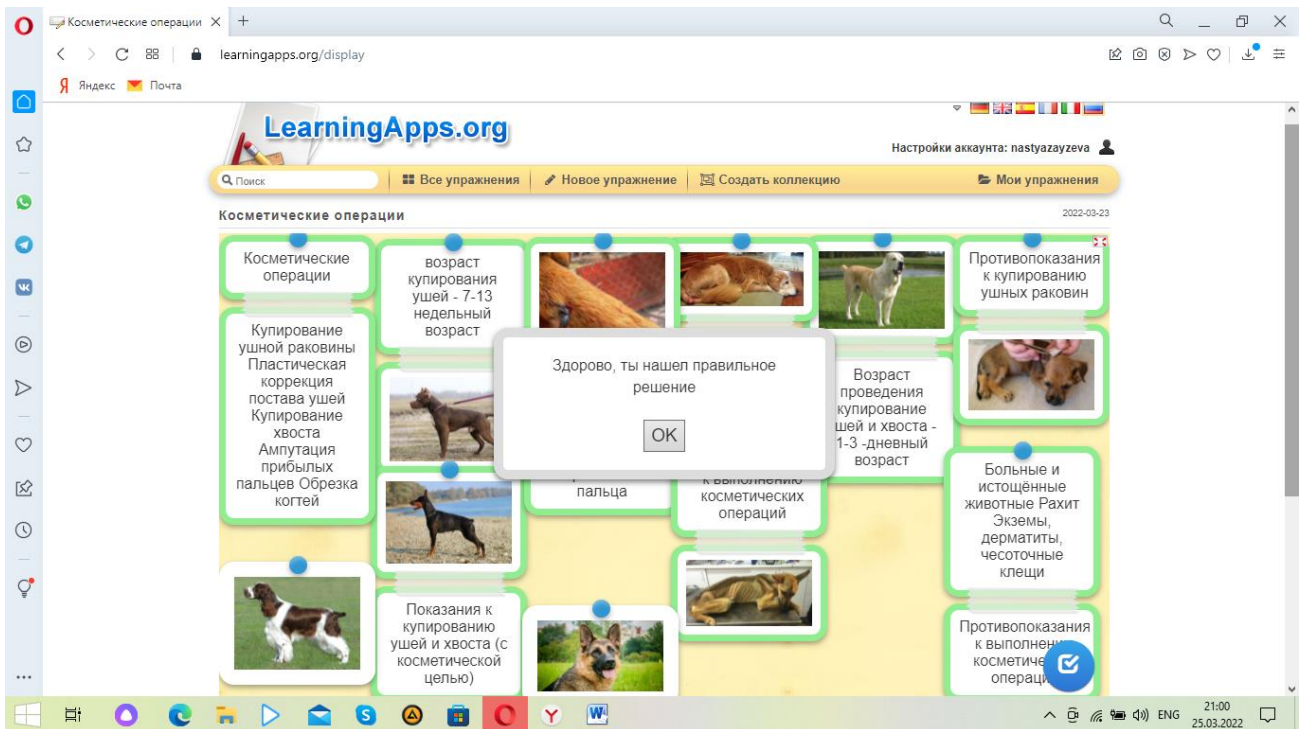 Косметические операции
learningapps.org/display
Яндекс
Почта
LearningApps.org
Настройки аккаунта: nastyazayzeva
Поиск
Все упражнения
Новое упражнение
Создать коллекцию
Мои упражнения
Косметические операции
2022-03-23
Косметические
операции
Купирование
ушной раковины
Пластическая
коррекция
постава ушей
Купирование
хвоста
Ампутация
прибылых
пальцев Обрезка
когтей
возраст
купирования
ушей - 7-13
недельный
возраст
Показания к
купированию
ушей и хвоста (с
косметической
целью)
Здорово, ты нашел правильное
решение
OK
пальца
к выполнению
косметических
операций
Возраст
проведения
купирование
ушей и хвоста -
1-3 -дневный
возраст
Противопоказания
к купированию
ушных раковин
Больные и
истощённые
животные Рахит
Экземы,
дерматиты,
чесоточные
клещи
Противопоказания
к выполнен
косметиче
операц
ENG
21:00
25.03.2022